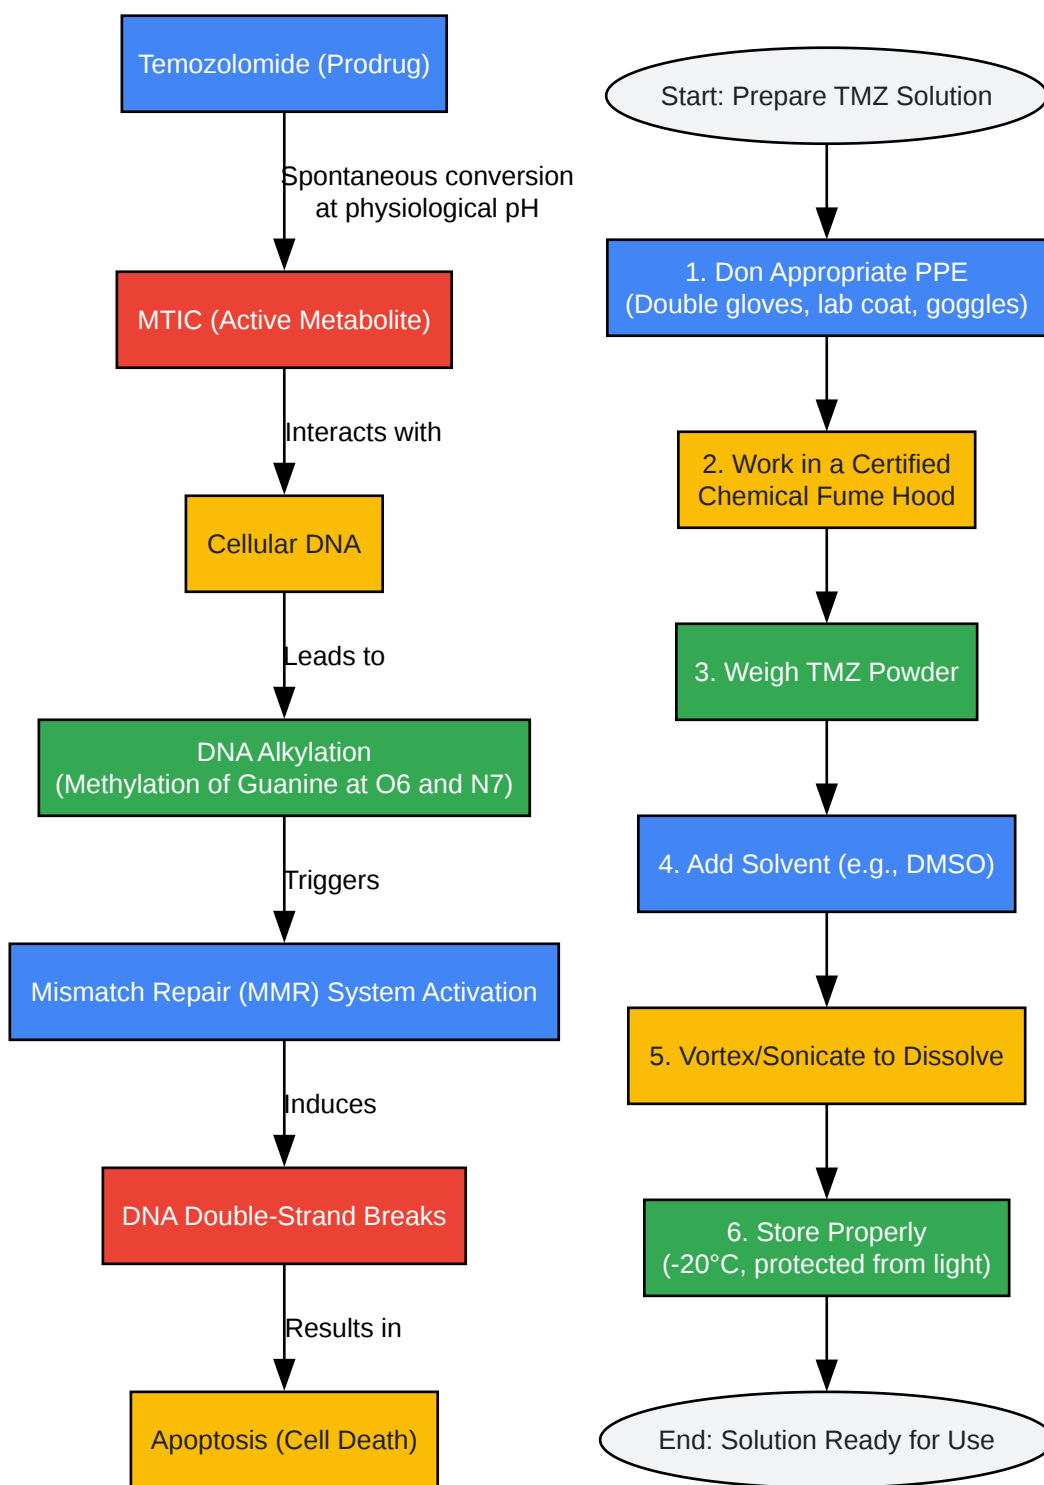 Temozolomide (Prodrug)
Spontaneous conversion
at physiological pH
MTIC (Active Metabolite)
Interacts with
Cellular DNA
Leads to
DNA Alkylation
(Methylation of Guanine at O6 and N7)
Triggers
Mismatch Repair (MMR) System Activation
Induces
DNA Double-Strand Breaks
Results in
Apoptosis (Cell Death)
Start: Prepare TMZ Solution
1. Don Appropriate PPE
(Double gloves, lab coat, goggles)
2. Work in a Certified
Chemical Fume Hood
3. Weigh TMZ Powder
4. Add Solvent (e.g., DMSO)
5. Vortex/Sonicate to Dissolve
6. Store Properly
(-20°C, protected from light)
End: Solution Ready for Use